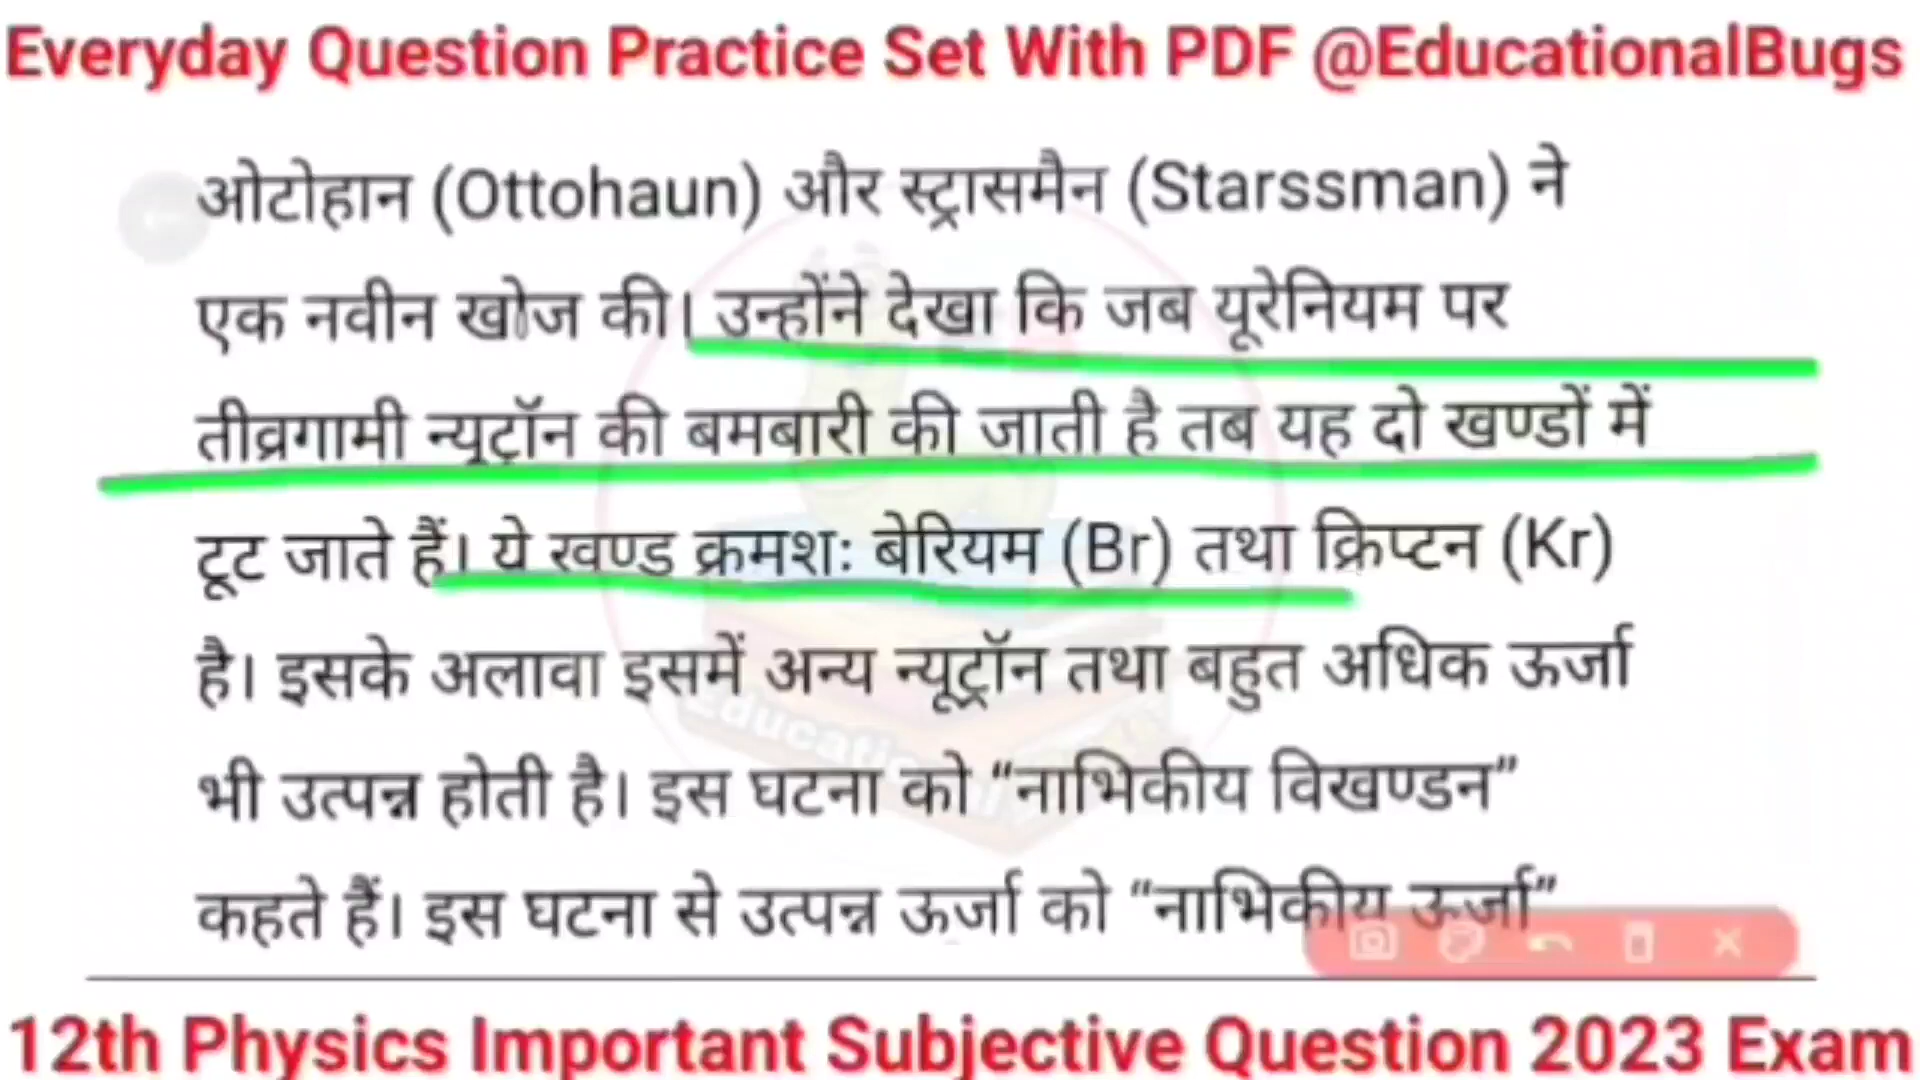 Everyday Question Practice Set With PDF @EducationalBugs
ओटोहान (Ottohaun) और स्ट्रासमैन (Starssman) ने
एक नवीन खोज की। उन्होंने देखा कि जब यूरेनियम पर
तीव्रगामी न्यूट्रॉन की बमबारी की जाती है तब यह दो खण्डों में
टूट जाते हैं। ये खण्ड क्रमशः बेरियम (Br) तथा क्रिप्टन (Kr)
है। इसके अलावा इसमें अन्य न्यूट्रॉन तथा बहुत अधिक ऊर्जा
भी उत्पन्न होती है। इस घटना को “नाभिकीय विखण्डन”
कहते हैं। इस घटना से उत्पन्न ऊर्जा को “नाभिकीय ऊर्जा”
12th Physics Important Subjective Question 2023 Exam